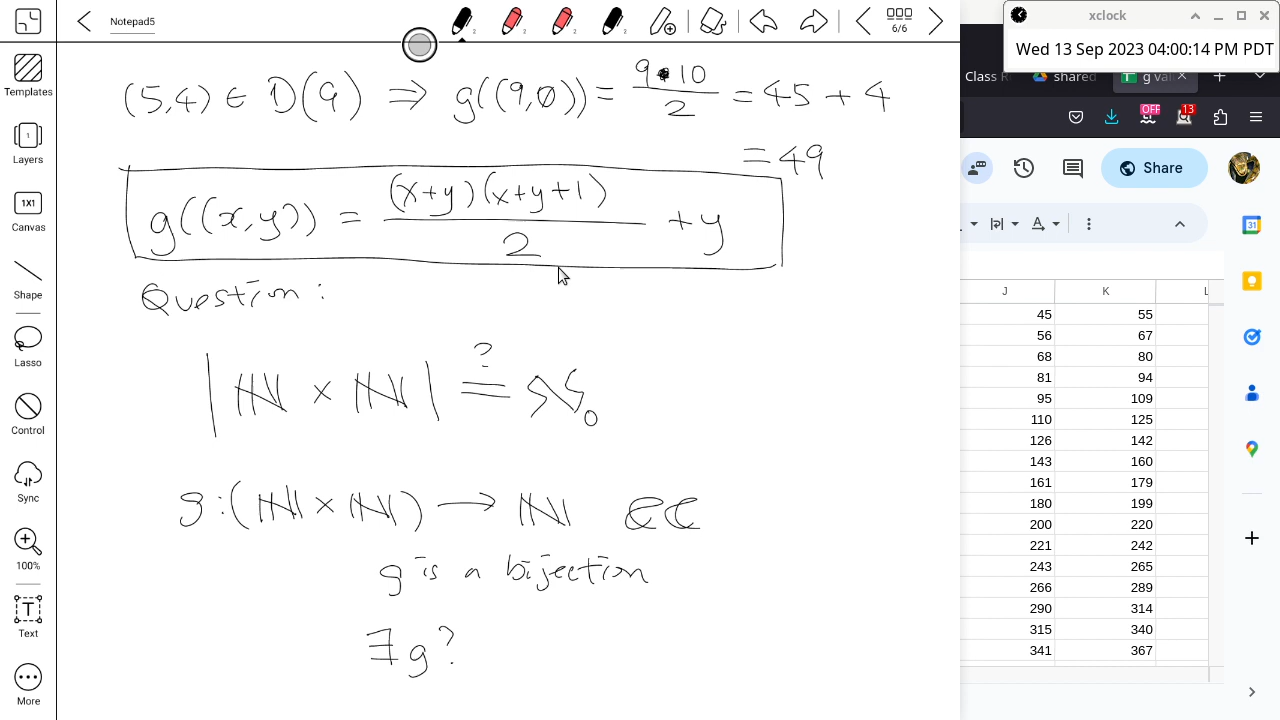 Notepad5
6/6
xclock
Wed 13 Sep 2023 04:00:14 PM PDT
Class R
shared
g val
OFF
13
Share
Templates
Layers
1X1
Canvas
Shape
Lasso
Control
Sync
100%
Text
More
(5,4) ∈ D(9) ⇒ g((9,0)) = 9·10 / 2 = 45 + 4
= 49
g((x,y)) = (x+y)(x+y+1) / 2 + y
Question :
|ℕ × ℕ| ≟ ℵ₀
g : (ℕ × ℕ) → ℕ &&
g is a bijection
∃ g ?
J K L
45 55
56 67
68 80
81 94
95 109
110 125
126 142
143 160
161 179
180 199
200 220
221 242
243 265
266 289
290 314
315 340
341 367
31